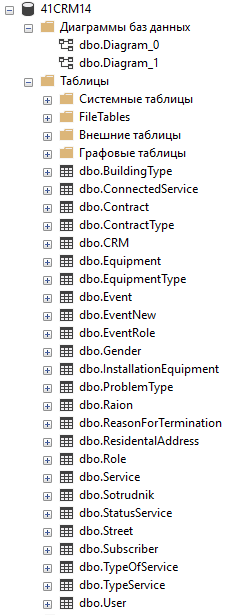 41CRM14
Диаграммы баз данных
dbo.Diagram_0
dbo.Diagram_1
Таблицы
Системные таблицы
FileTables
Внешние таблицы
Графовые таблицы
dbo.BuildingType
dbo.ConnectedService
dbo.Contract
dbo.ContractType
dbo.CRM
dbo.Equipment
dbo.EquipmentType
dbo.Event
dbo.EventNew
dbo.EventRole
dbo.Gender
dbo.InstallationEquipment
dbo.ProblemType
dbo.Raion
dbo.ReasonForTermination
dbo.ResidentalAddress
dbo.Role
dbo.Service
dbo.Sotrudnik
dbo.StatusService
dbo.Street
dbo.Subscriber
dbo.TypeOfService
dbo.TypeService
dbo.User